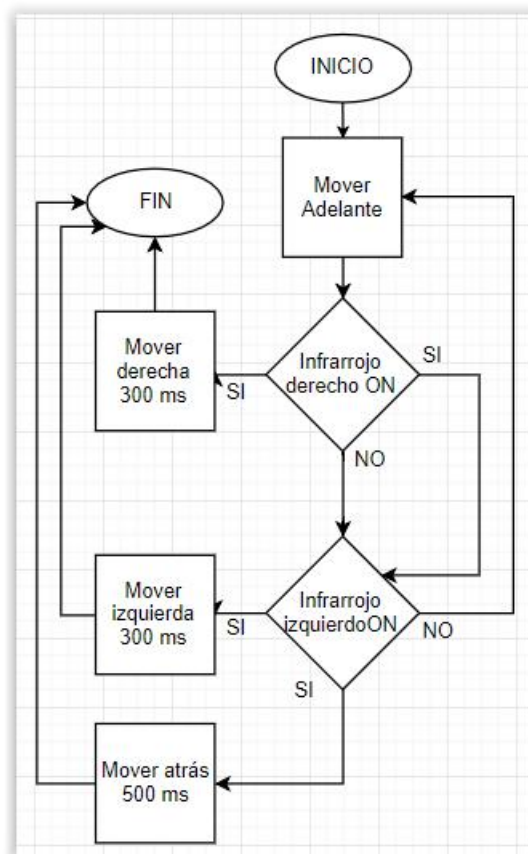 INICIO
Mover
Adelante
FIN
Mover
derecha
300 ms
SI
Infrarrojo
derecho ON
SI
NO
Mover
izquierda
300 ms
SI
Infrarrojo
izquierdoON
NO
SI
Mover atrás
500 ms